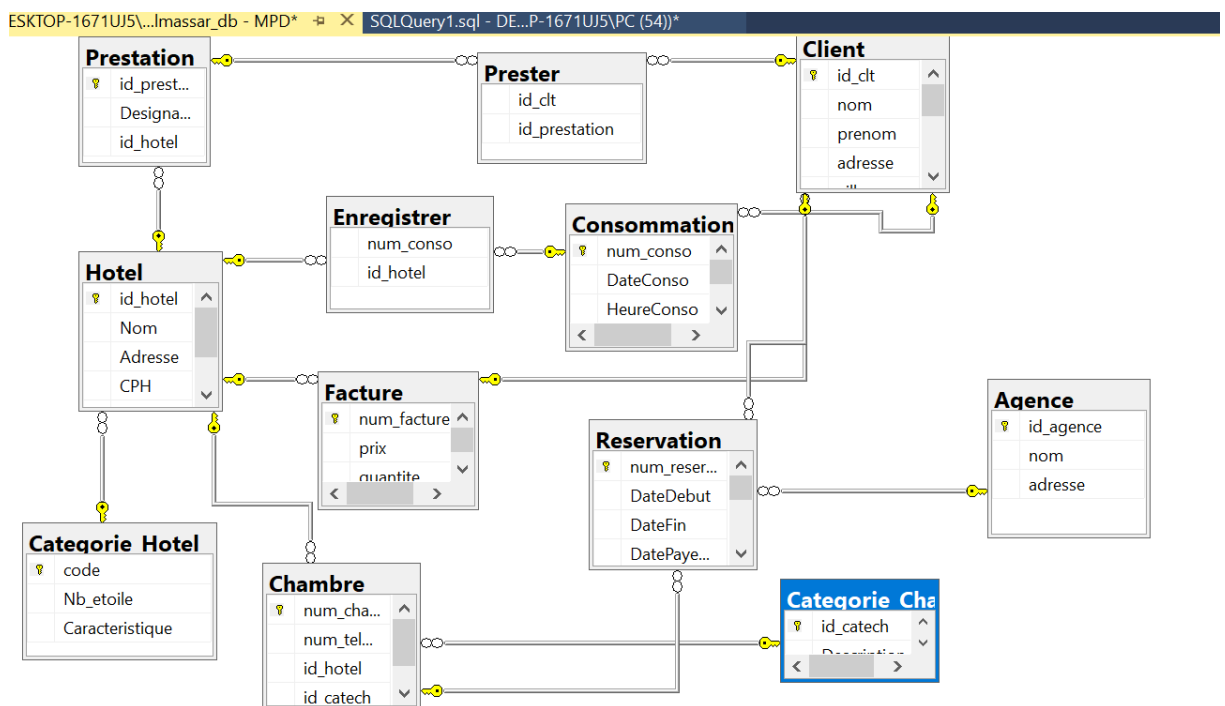 ESKTOP-1671UJ5\...lmassar_db - MPD*
SQLQuery1.sql - DE...P-1671UJ5\PC (54))*
Prestation
id_prest...
Designa...
id_hotel
Prester
id_clt
id_prestation
Client
id_clt
nom
prenom
adresse
Enregistrer
num_conso
id_hotel
Consommation
num_conso
DateConso
HeureConso
Hotel
id_hotel
Nom
Adresse
CPH
Facture
num_facture
prix
quantite
Reservation
num_reser...
DateDebut
DateFin
DatePaye...
Agence
id_agence
nom
adresse
Categorie_Hotel
code
Nb_etoile
Caracteristique
Chambre
num_cha...
num_tel...
id_hotel
id_catech
Categorie_Cha
id_catech
Description